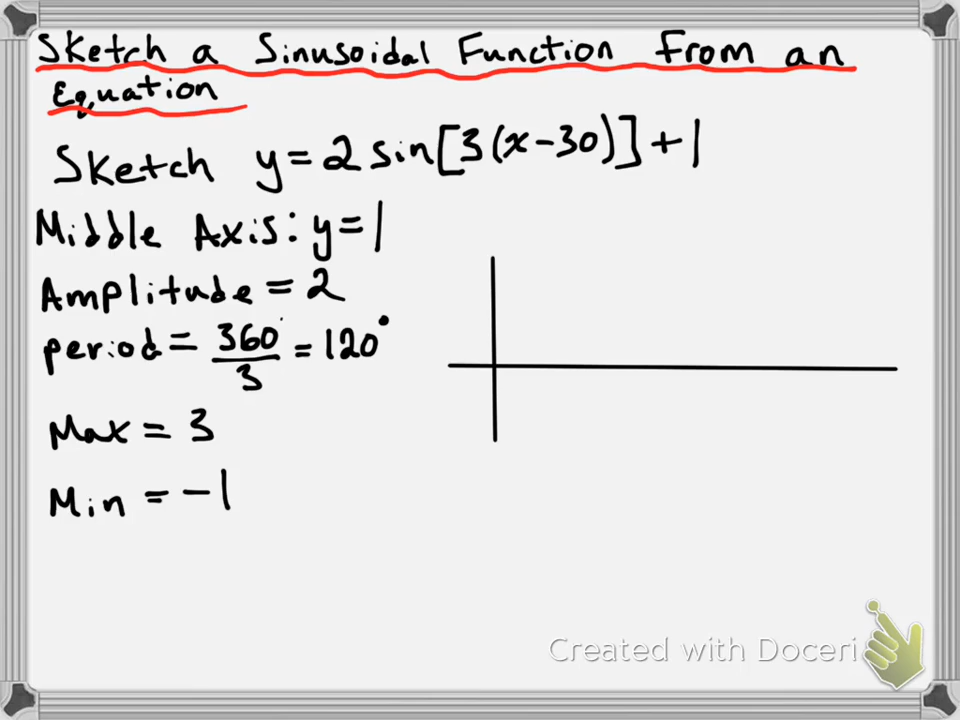 Sketch a Sinusoidal Function From an
Equation
Sketch y=2 sin[3(x-30)]+1
Middle Axis: y=1
Amplitude = 2
period = 360°/3 = 120°
Max = 3
Min = -1
Created with Doceri